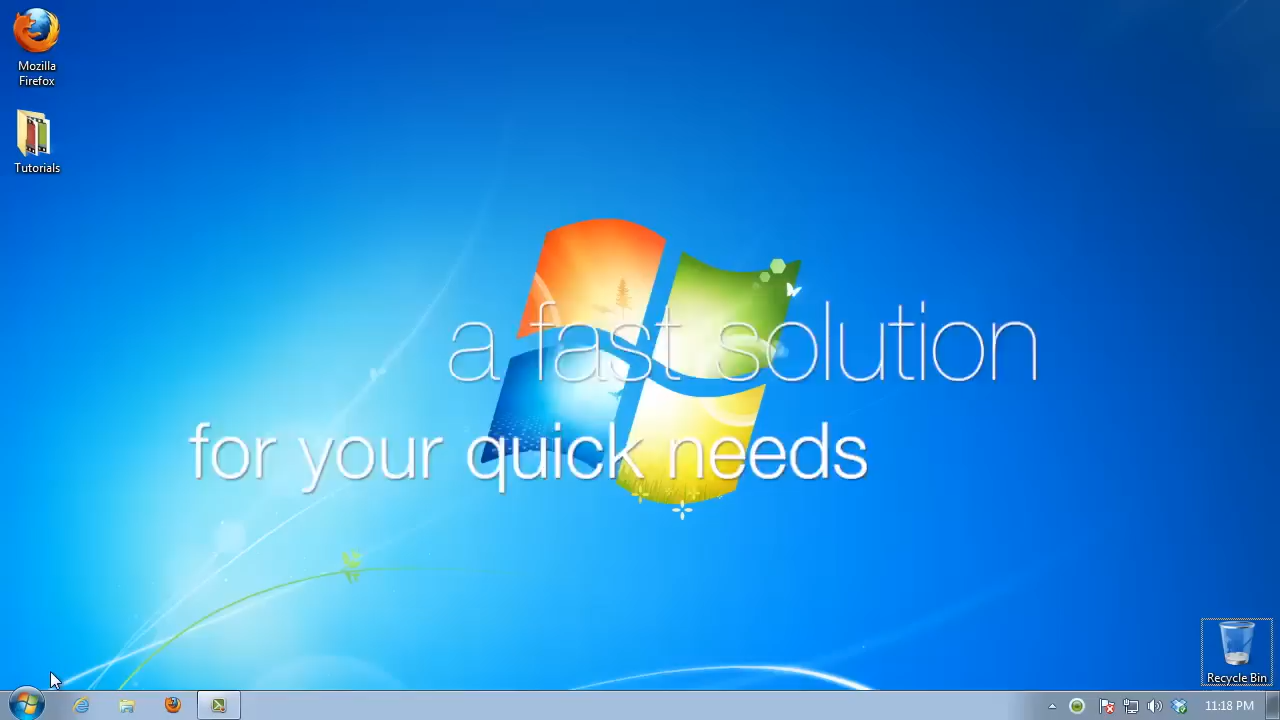 Mozilla
Firefox
Tutorials
a fast solution
for your quick needs
Recycle Bin
11:18 PM